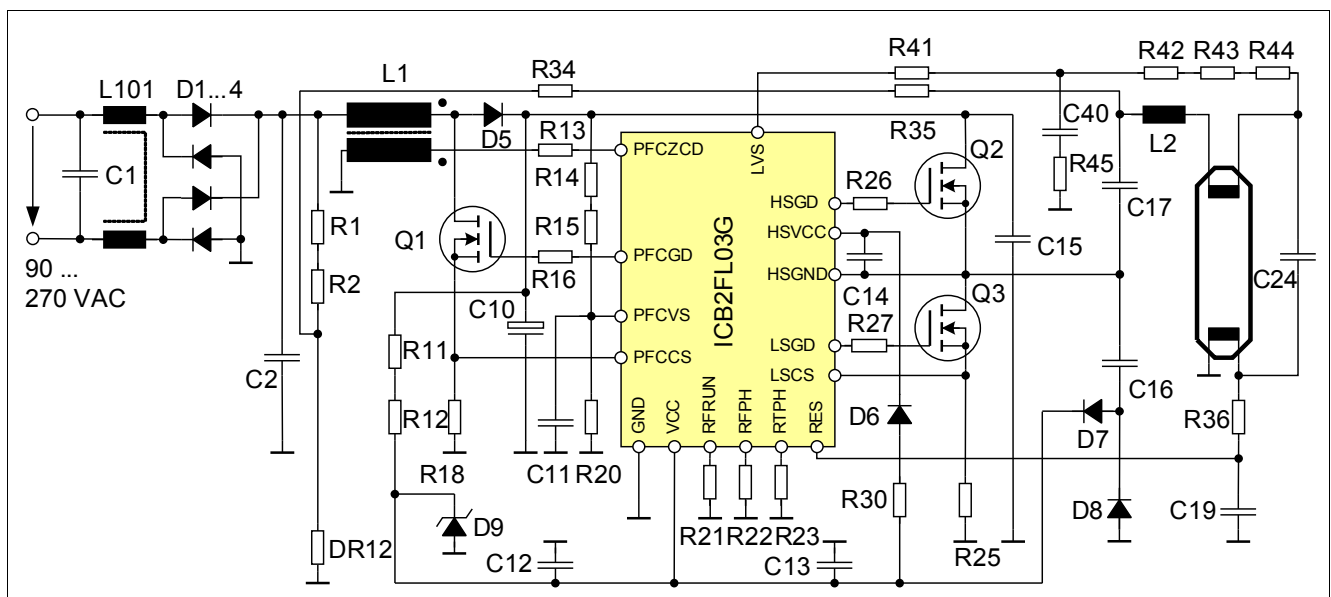 R41
R42
R43
R44
L1
R34
L101
D1...4
C40
D5
R13
R35
L2
PFCZCD
LVS
Q2
C1
R14
R45
R26
HSGD
C17
R1
R15
HSVCC
Q1
C15
90 ...
270 VAC
R2
R16
PFCGD
ICB2FL03G
HSGND
C14
Q3
C24
C10
PFCVS
R27
LSGD
R11
PFCCS
LSCS
C2
C16
R12
GND
VCC
RFRUN
RFPH
RTPH
RES
D6
D7
R36
R18
C11
R20
R30
D9
D8
C19
R21
R22
R23
R25
DR12
C12
C13